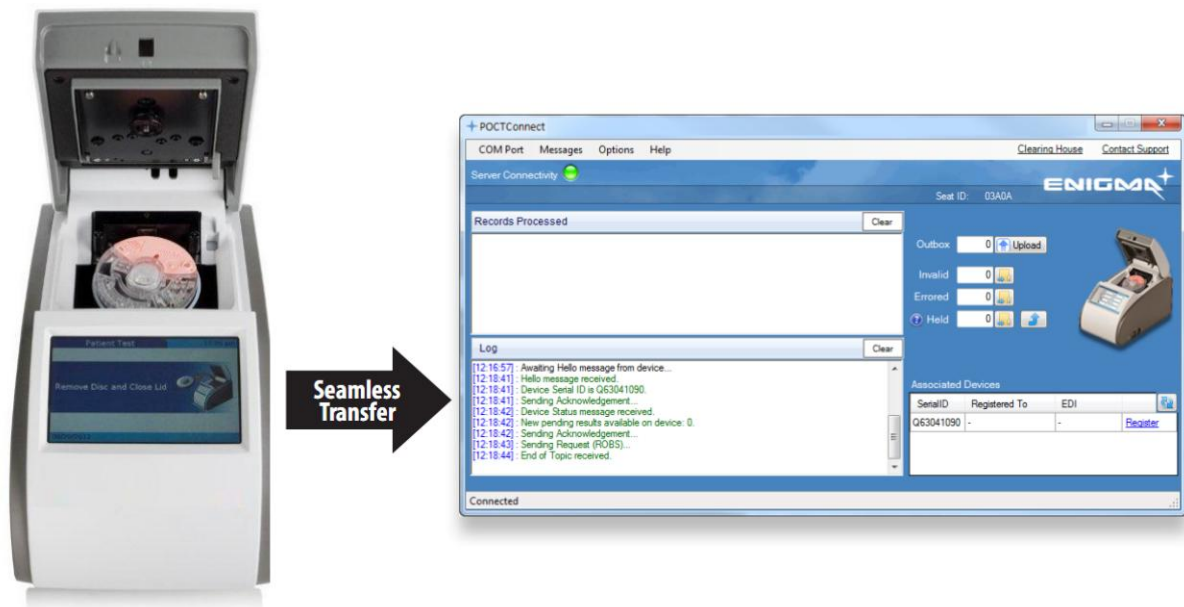 Patient Test
Remove Disc and Close Lid
Seamless
Transfer
POCTConnect
COM Port Messages Options Help Clearing House Contact Support
Server Connectivity
ENIGMA
Seat ID: 03A0A
Records Processed Clear
Outbox 0 Upload
Invalid 0
Errored 0
? Held 0
Log Clear
[12:16:57] : Awaiting Hello message from device...
[12:18:41] : Hello message received.
[12:18:41] : Device Serial ID is Q63041090.
[12:18:41] : Sending Acknowledgement...
[12:18:42] : Device Status message received.
[12:18:42] : New pending results available on device: 0.
[12:18:42] : Sending Acknowledgement...
[12:18:43] : Sending Request (ROBS)...
[12:18:44] : End of Topic received.
Associated Devices
SerialID Registered To EDI
Q63041090 - - Register
Connected